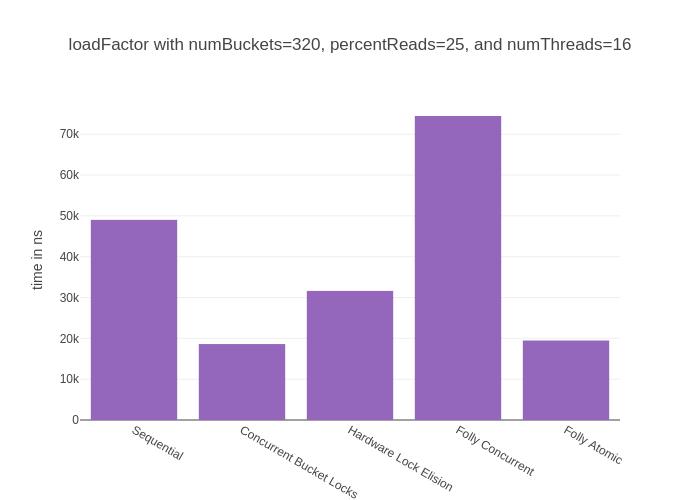 loadFactor with numBuckets=320, percentReads=25, and numThreads=16
time in ns
70k
60k
50k
40k
30k
20k
10k
0
Sequential
Concurrent Bucket Locks
Hardware Lock Elision
Folly Concurrent
Folly Atomic